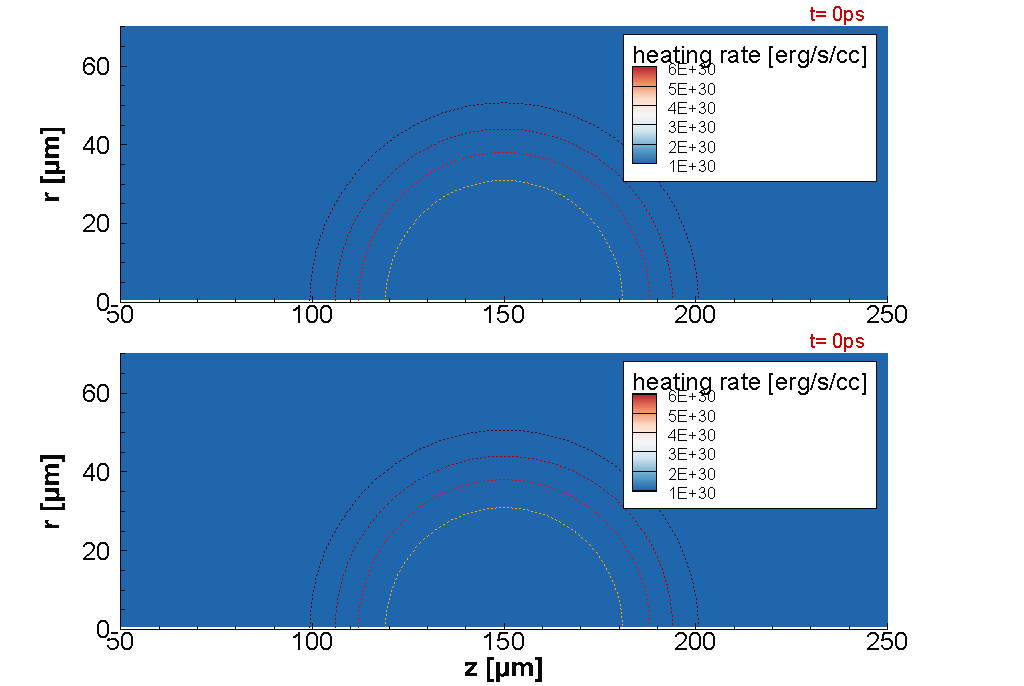 t= 0ps
heating rate [erg/s/cc]
6E+30
5E+30
4E+30
3E+30
2E+30
1E+30
60
40
20
0
r [µm]
50 100 150 200 250
t= 0ps
heating rate [erg/s/cc]
6E+30
5E+30
4E+30
3E+30
2E+30
1E+30
60
40
20
0
r [µm]
50 100 150 200 250
z [µm]